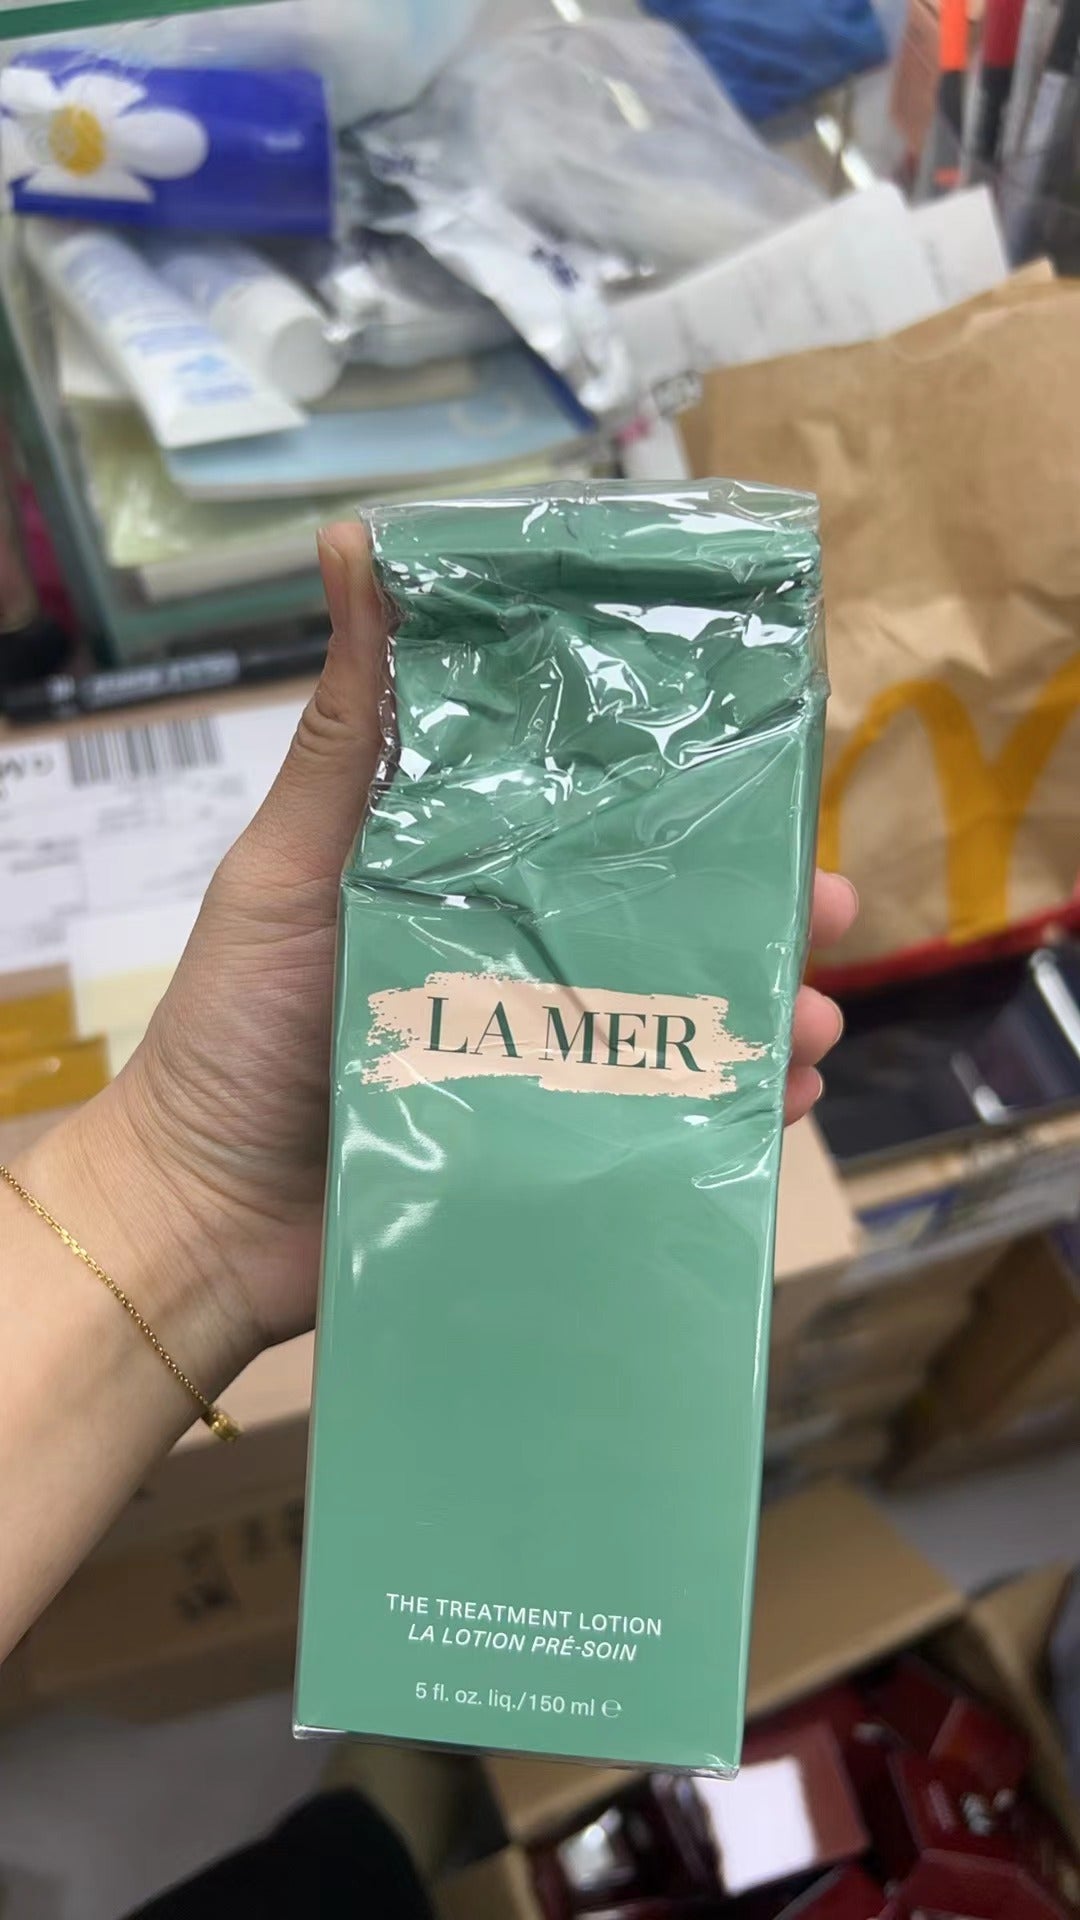 LA MER
THE TREATMENT LOTION
LA LOTION PRÉ-SOIN
5 fl. oz. liq./150 ml ℮